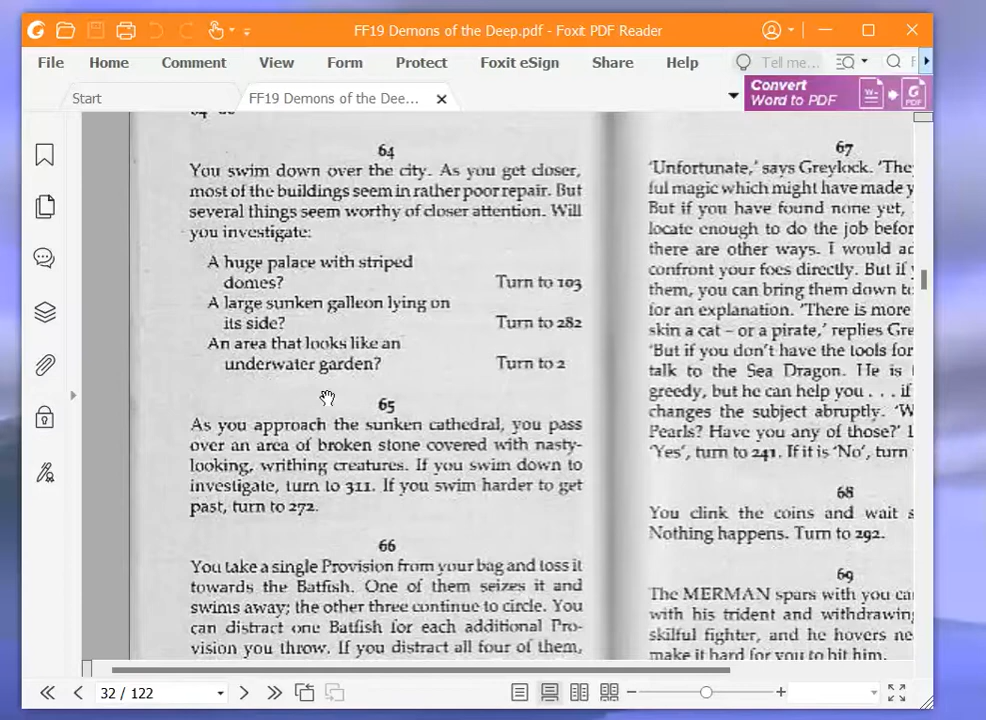 FF19 Demons of the Deep.pdf - Foxit PDF Reader
File Home Comment View Form Protect Foxit eSign Share Help Tell me... F
Start FF19 Demons of the Dee... Convert
Word to PDF
64
You swim down over the city. As you get closer,
most of the buildings seem in rather poor repair. But
several things seem worthy of closer attention. Will
you investigate:
A huge palace with striped
domes? Turn to 103
A large sunken galleon lying on
its side? Turn to 282
An area that looks like an
underwater garden? Turn to 2
65
As you approach the sunken cathedral, you pass
over an area of broken stone covered with nasty-
looking, writhing creatures. If you swim down to
investigate, turn to 311. If you swim harder to get
past, turn to 272.
66
You take a single Provision from your bag and toss it
towards the Batfish. One of them seizes it and
swims away; the other three continue to circle. You
can distract one Batfish for each additional Pro-
vision you throw. If you distract all four of them,
67
'Unfortunate,' says Greylock. 'The
ful magic which might have made y
But if you have found none yet,
locate enough to do the job befor
there are other ways. I would ad
confront your foes directly. But if
them, you can bring them down to
for an explanation. 'There is more
skin a cat – or a pirate,' replies Gre
'But if you don't have the tools for
talk to the Sea Dragon. He is
greedy, but he can help you . . . if
changes the subject abruptly. 'W
Pearls? Have you any of those?'
'Yes', turn to 241. If it is 'No', turn
68
You clink the coins and wait s
Nothing happens. Turn to 292.
69
The MERMAN spars with you ca
with his trident and withdrawing
skilful fighter, and he hovers ne
make it hard for you to hit him.
32 / 122